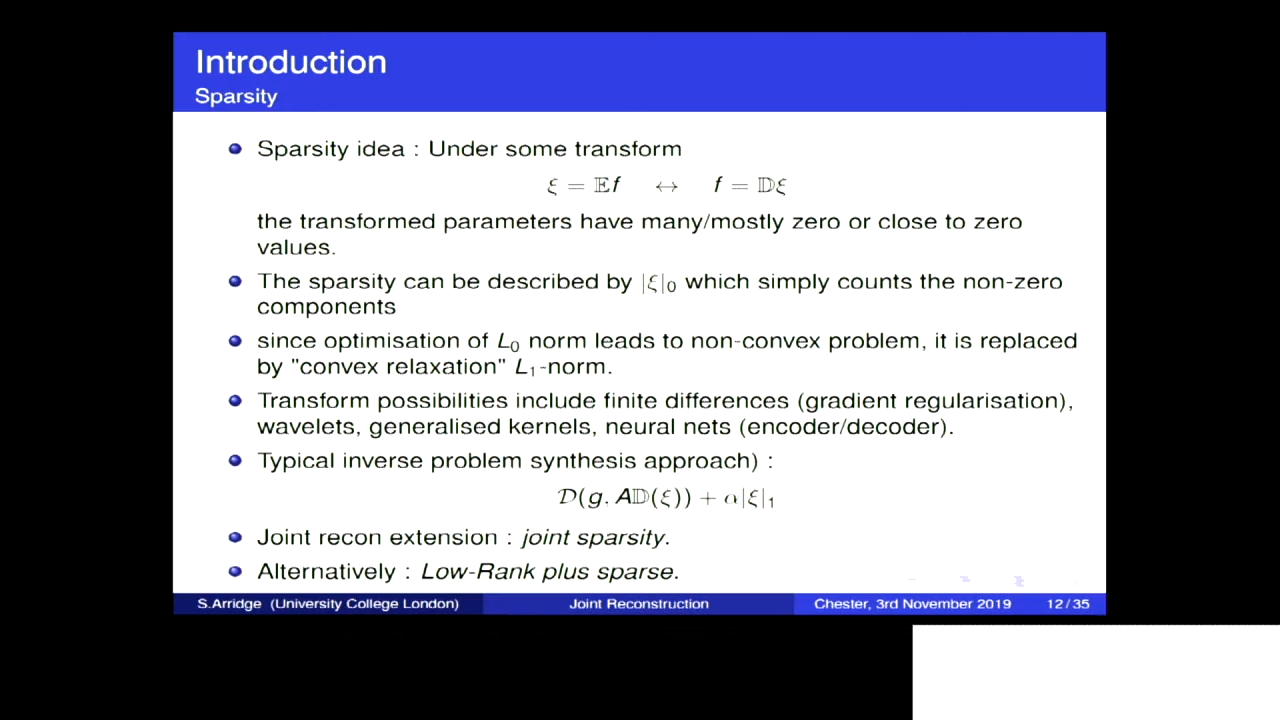 Introduction
Sparsity
Sparsity idea : Under some transform
ξ = 𝔼f ↔ f = 𝔻ξ
the transformed parameters have many/mostly zero or close to zero
values.
The sparsity can be described by |ξ|₀ which simply counts the non-zero
components
since optimisation of L₀ norm leads to non-convex problem, it is replaced
by "convex relaxation" L₁-norm.
Transform possibilities include finite differences (gradient regularisation),
wavelets, generalised kernels, neural nets (encoder/decoder).
Typical inverse problem synthesis approach) :
𝒟(g, A𝔻(ξ)) + α|ξ|₁
Joint recon extension : joint sparsity.
Alternatively : Low-Rank plus sparse.
S.Arridge (University College London) Joint Reconstruction Chester, 3rd November 2019 12 / 35